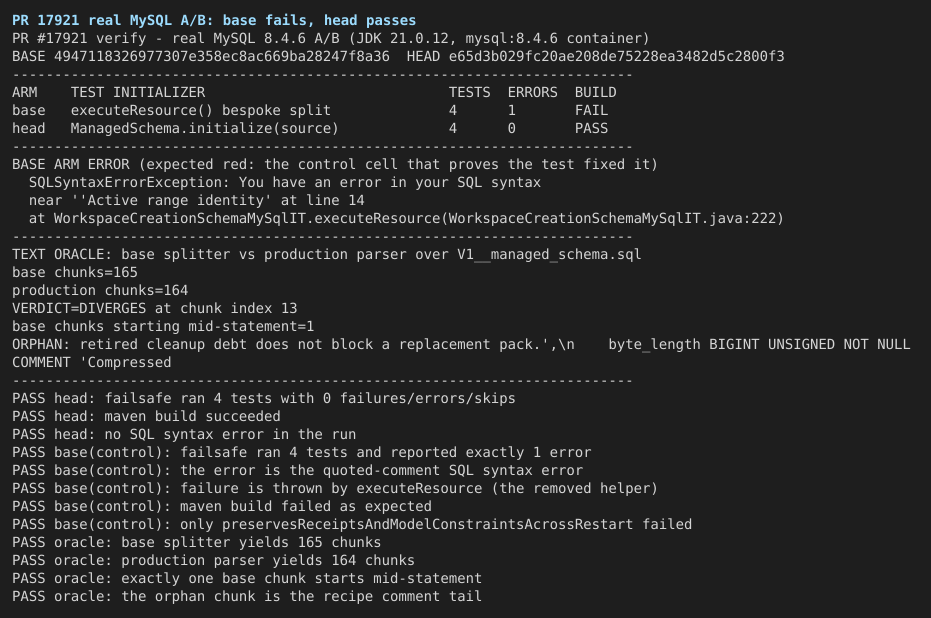 PR 17921 real MySQL A/B: base fails, head passes
PR #17921 verify - real MySQL 8.4.6 A/B (JDK 21.0.12, mysql:8.4.6 container)
BASE 4947118326977307e358ec8ac669ba28247f8a36  HEAD e65d3b029fc20ae208de75228ea3482d5c2800f3
--------------------------------------------------------------------------
ARM    TEST INITIALIZER                             TESTS  ERRORS  BUILD
base   executeResource() bespoke split              4      1       FAIL
head   ManagedSchema.initialize(source)             4      0       PASS
--------------------------------------------------------------------------
BASE ARM ERROR (expected red: the control cell that proves the test fixed it)
  SQLSyntaxErrorException: You have an error in your SQL syntax
  near ''Active range identity' at line 14
  at WorkspaceCreationSchemaMySqlIT.executeResource(WorkspaceCreationSchemaMySqlIT.java:222)
--------------------------------------------------------------------------
TEXT ORACLE: base splitter vs production parser over V1__managed_schema.sql
base chunks=165
production chunks=164
VERDICT=DIVERGES at chunk index 13
base chunks starting mid-statement=1
ORPHAN: retired cleanup debt does not block a replacement pack.',\n    byte_length BIGINT UNSIGNED NOT NULL
COMMENT 'Compressed
--------------------------------------------------------------------------
PASS head: failsafe ran 4 tests with 0 failures/errors/skips
PASS head: maven build succeeded
PASS head: no SQL syntax error in the run
PASS base(control): failsafe ran 4 tests and reported exactly 1 error
PASS base(control): the error is the quoted-comment SQL syntax error
PASS base(control): failure is thrown by executeResource (the removed helper)
PASS base(control): maven build failed as expected
PASS base(control): only preservesReceiptsAndModelConstraintsAcrossRestart failed
PASS oracle: base splitter yields 165 chunks
PASS oracle: production parser yields 164 chunks
PASS oracle: exactly one base chunk starts mid-statement
PASS oracle: the orphan chunk is the recipe comment tail